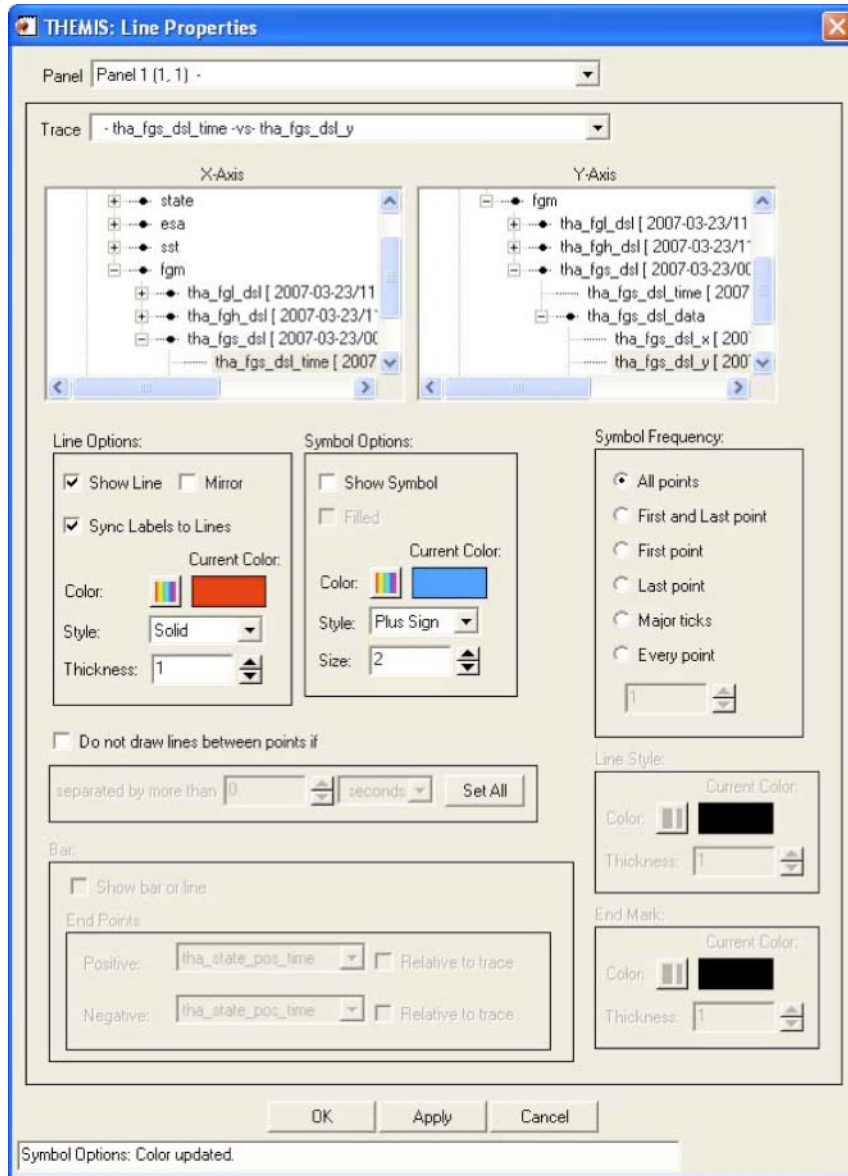 THEMIS: Line Properties
Panel Panel 1 (1, 1) -
Trace - tha_fgs_dsl_time -vs- tha_fgs_dsl_y
X-Axis
state
esa
sst
fgm
tha_fgl_dsl [ 2007-03-23/11
tha_fgh_dsl [ 2007-03-23/1
tha_fgs_dsl [ 2007-03-23/00
tha_fgs_dsl_time [ 2007
Y-Axis
fgm
tha_fgl_dsl [ 2007-03-23/11
tha_fgh_dsl [ 2007-03-23/1
tha_fgs_dsl [ 2007-03-23/00
tha_fgs_dsl_time [ 2007
tha_fgs_dsl_data
tha_fgs_dsl_x [ 200
tha_fgs_dsl_y [ 200
Line Options:
Show Line Mirror
Sync Labels to Lines
Current Color:
Color:
Style: Solid
Thickness: 1
Symbol Options:
Show Symbol
Filled
Current Color:
Color:
Style: Plus Sign
Size: 2
Symbol Frequency:
All points
First and Last point
First point
Last point
Major ticks
Every point
1
Do not draw lines between points if
separated by more than 0 seconds Set All
Line Style:
Current Color:
Color:
Thickness: 1
Bar:
Show bar or line
End Points
Positive: tha_state_pos_time Relative to trace
Negative: tha_state_pos_time Relative to trace
End Mark:
Current Color:
Color:
Thickness: 1
OK Apply Cancel
Symbol Options: Color updated.